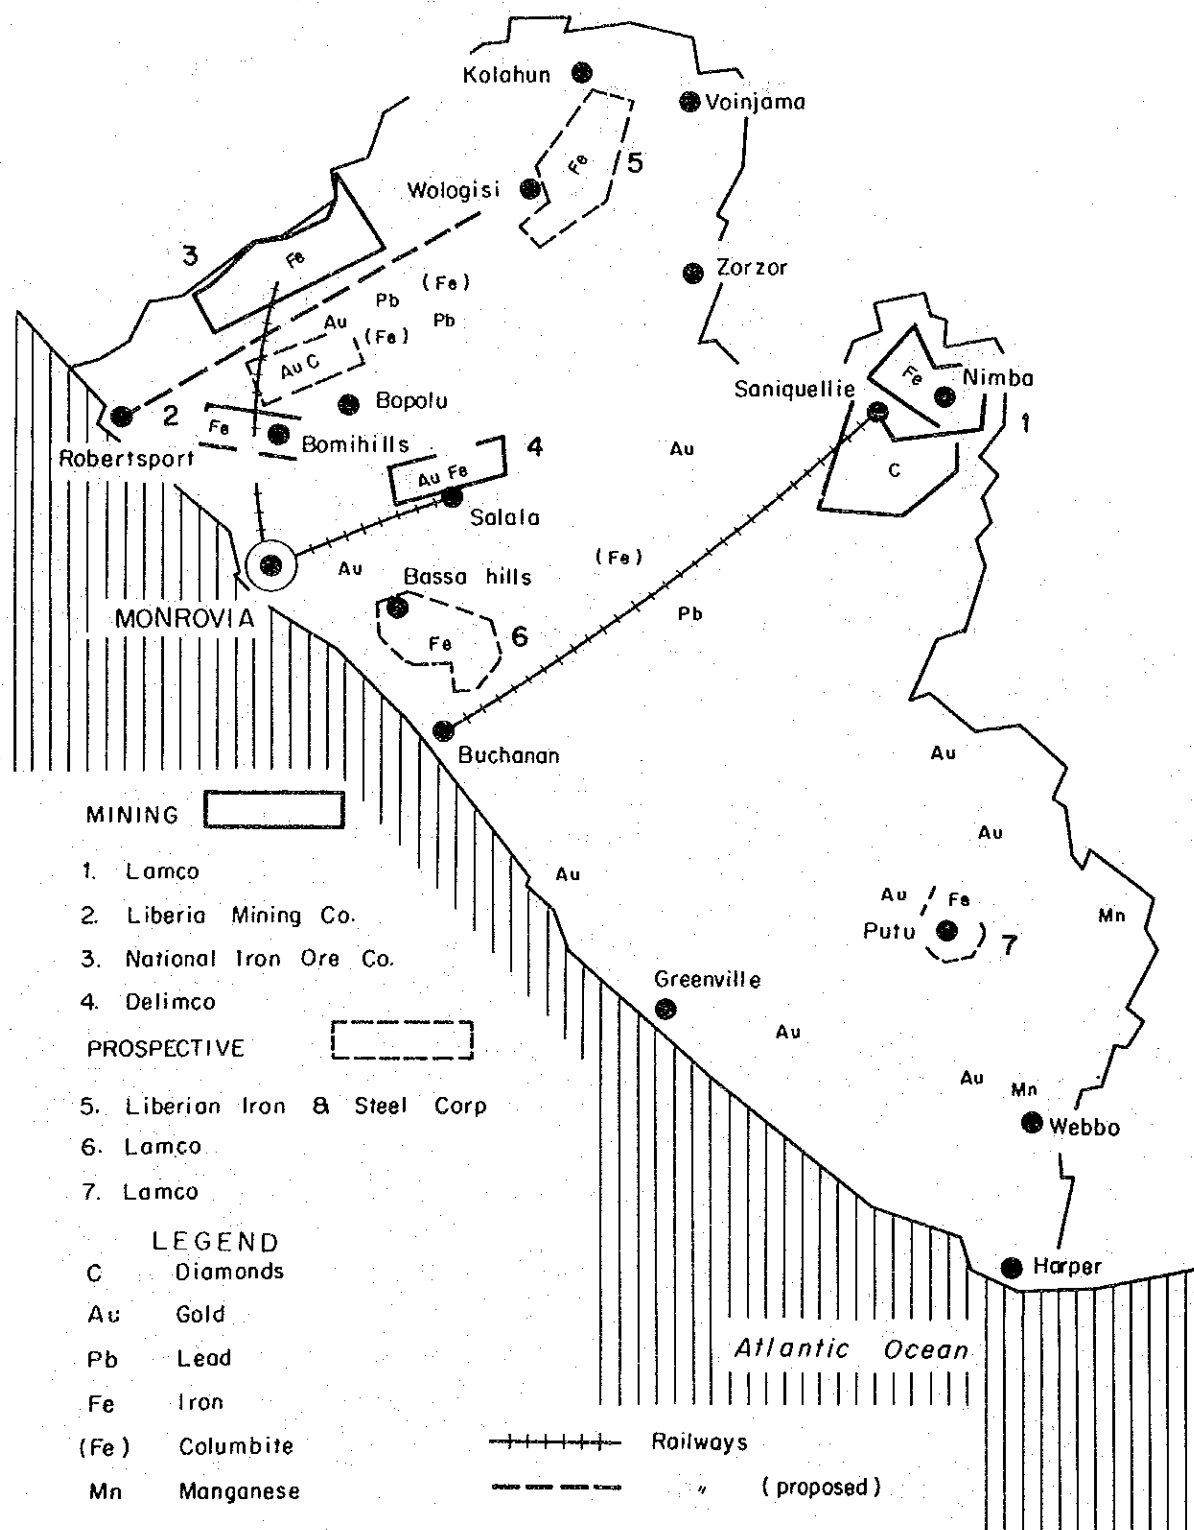 Kolahun
Voinjama
Fe
5
Wologisi
3
Fe
Zorzor
(Fe)
Pb
Au
Pb
(Fe)
Au C
Saniquellie
Fe
Nimba
1
2
Fe
Bopolu
Robertsport
Bomihills
4
Au
C
Au Fe
Salala
Au
(Fe)
Bassa hills
MONROVIA
Pb
Fe
6
Buchanan
Au
Au
Au
Au
Fe
Mn
Putu
7
Greenville
Au
Au
Mn
Webbo
Harper
Atlantic Ocean
MINING
1. Lamco
2. Liberia Mining Co.
3. National Iron Ore Co.
4. Delimco
PROSPECTIVE
5. Liberian Iron & Steel Corp
6. Lamco
7. Lamco
LEGEND
C Diamonds
Au Gold
Pb Lead
Fe Iron
(Fe) Columbite
Mn Manganese
Railways
" (proposed)